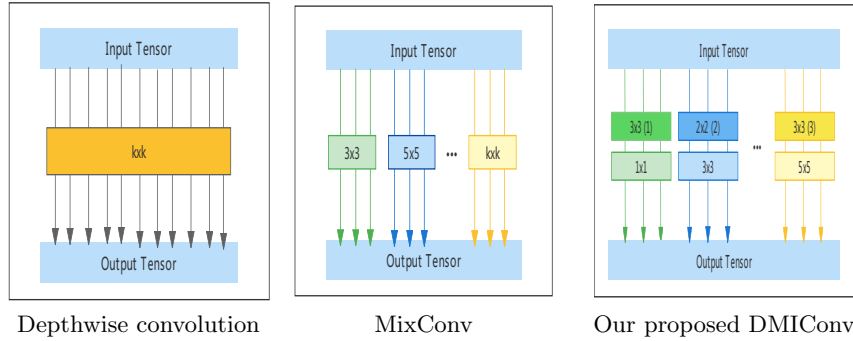 Input Tensor
kxk
Output Tensor
Depthwise convolution
Input Tensor
3x3 5x5 ... kxk
Output Tensor
MixConv
Input Tensor
3x3 (1) 2x2 (2) 3x3 (3)
...
1x1 3x3 5x5
Output Tensor
Our proposed DMIConv